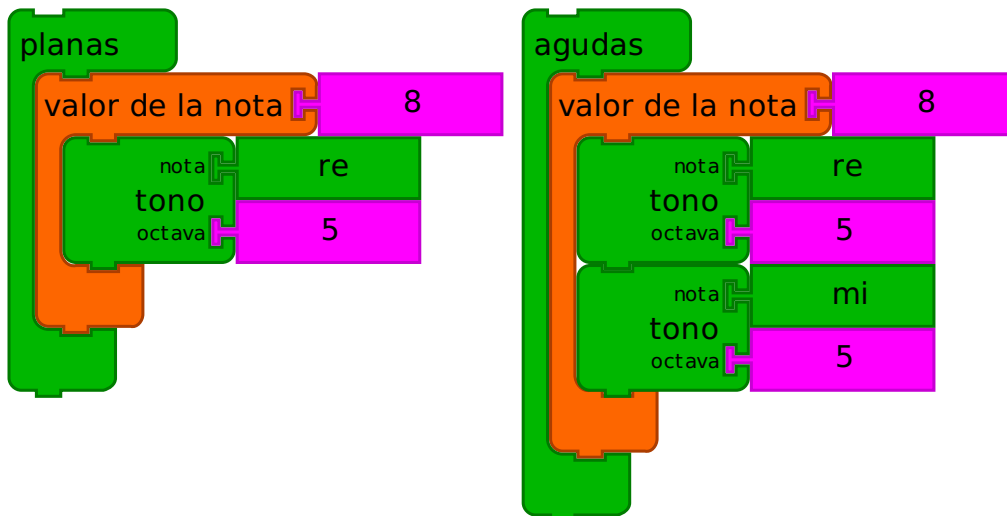 planas
valor de la nota 8
nota re
tono
octava 5
agudas
valor de la nota 8
nota re
tono
octava 5
nota mi
tono
octava 5